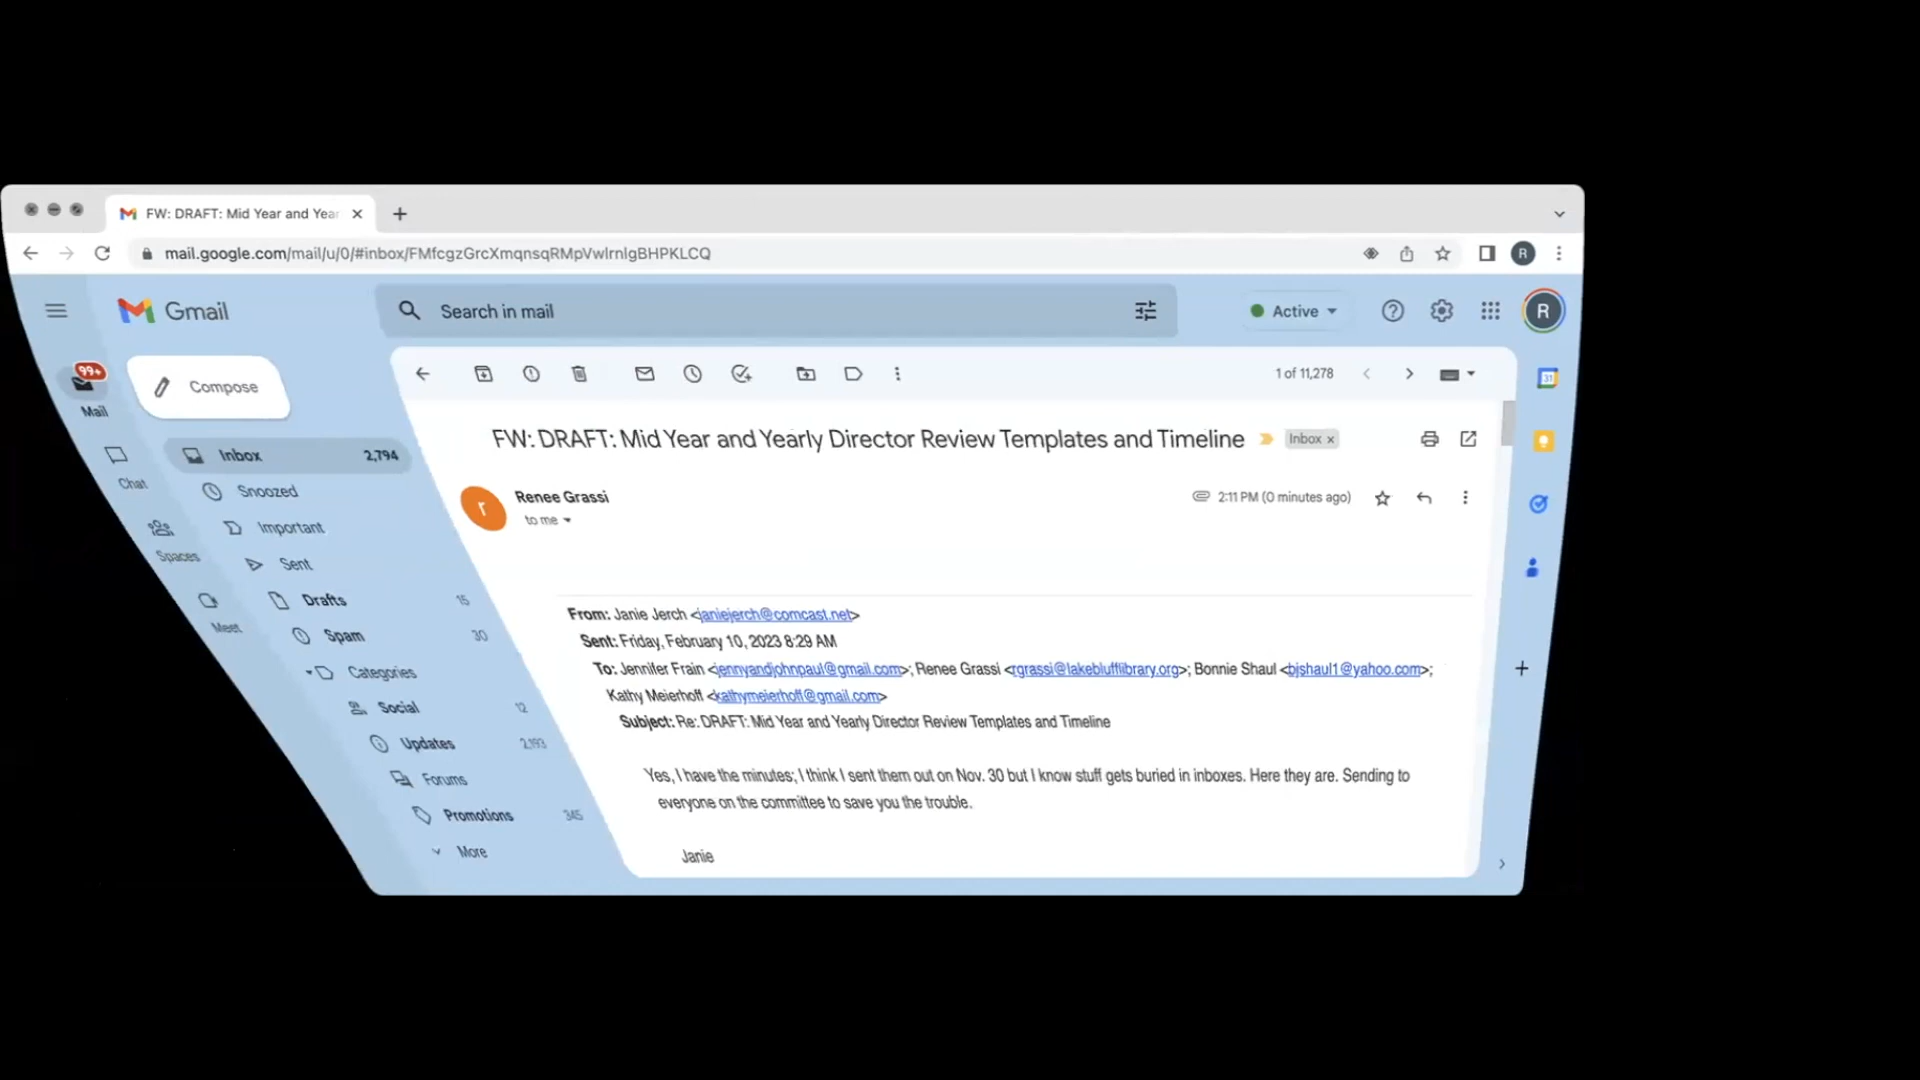 FW: DRAFT: Mid Year and Year
mail.google.com/mail/u/0/#inbox/FMfcgzGrcXmqnsqRMpVwlrnlgBHPKLCQ
R
Gmail
Search in mail
Active
R
99+
Mail
Compose
1 of 11,278
31
FW: DRAFT: Mid Year and Yearly Director Review Templates and Timeline
Inbox ×
Inbox 2,794
Chat
Snoozed
r
Renee Grassi
2:11 PM (0 minutes ago)
to me
Important
Spaces
Sent
Drafts 15
Meet
Spam 30
Categories
Social 12
Updates 2,193
Forums
Promotions 345
More
From: Janie Jerch <janiejerch@comcast.net>
Sent: Friday, February 10, 2023 8:29 AM
To: Jennifer Frain <jennyandjohnpaul@gmail.com>; Renee Grassi <rgrassi@lakeblufflibrary.org>; Bonnie Shaul <bjshaul1@yahoo.com>;
Kathy Meierhoff <kathymeierhoff@gmail.com>
Subject: Re: DRAFT: Mid Year and Yearly Director Review Templates and Timeline
Yes, I have the minutes; I think I sent them out on Nov. 30 but I know stuff gets buried in inboxes. Here they are. Sending to
everyone on the committee to save you the trouble.
Janie